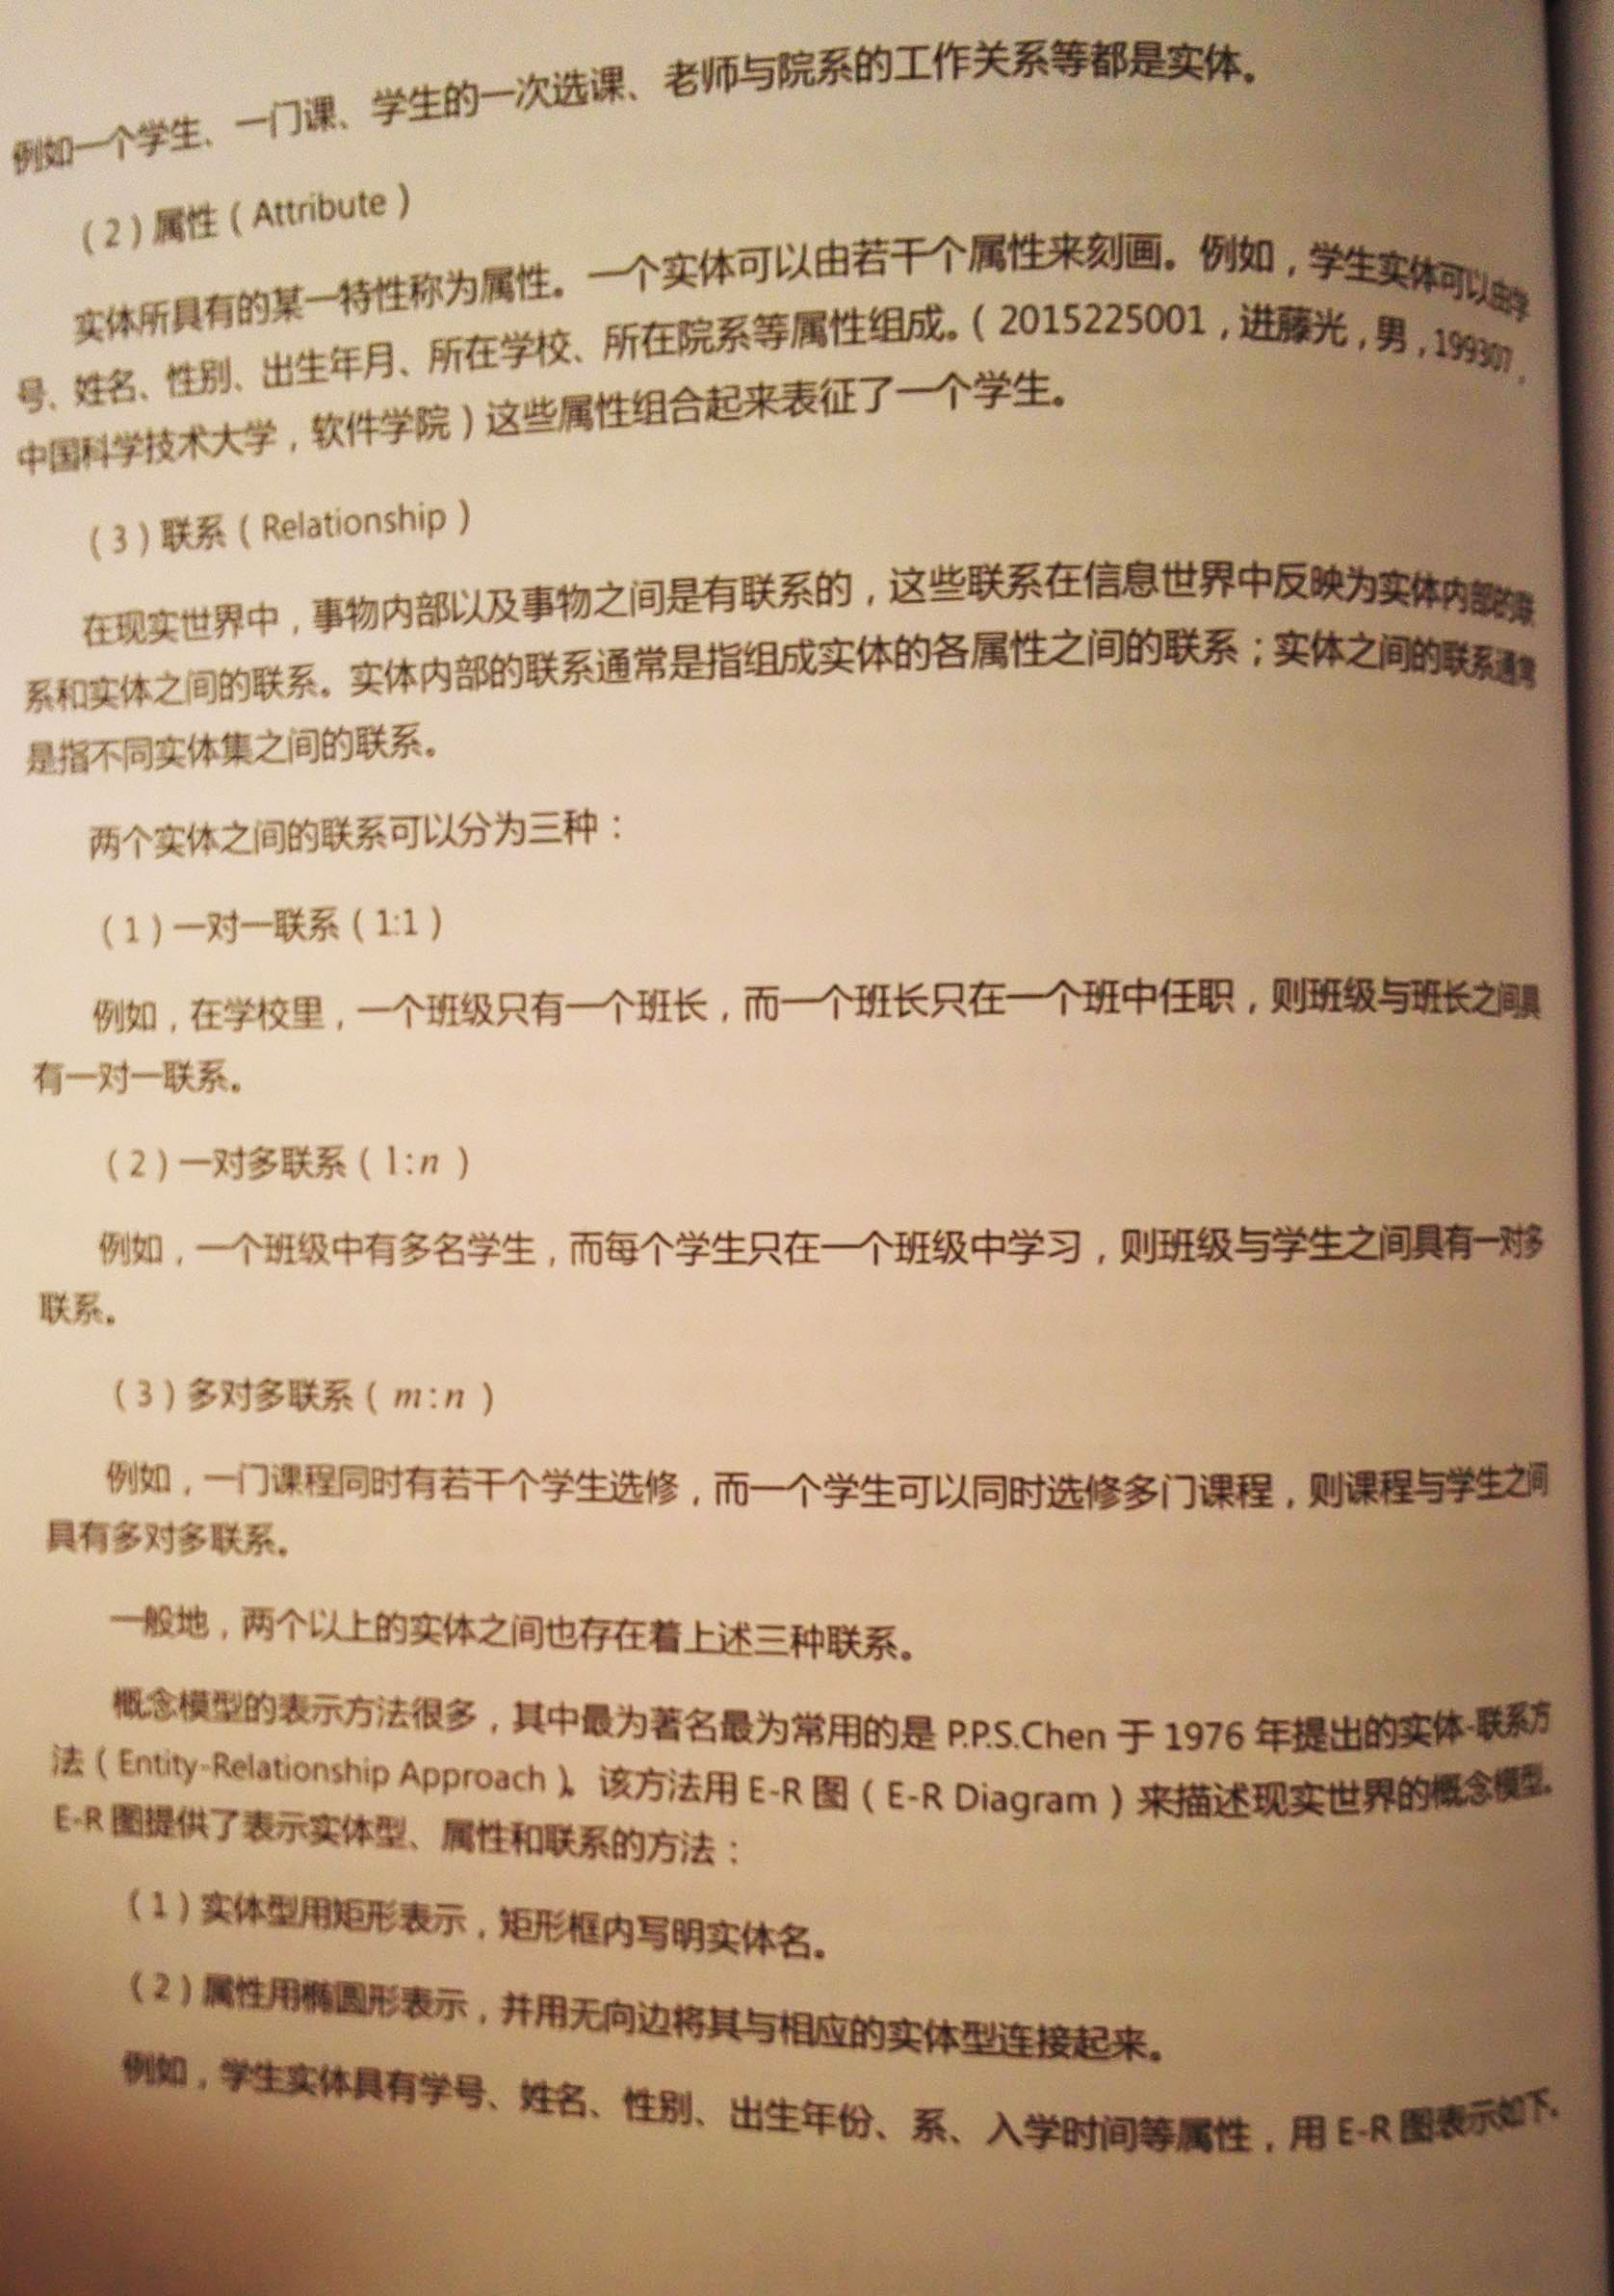 例如一个学生、一门课、学生的一次选课、老师与院系的工作关系等都是实体。
（2）属性（Attribute）
实体所具有的某一特性称为属性。一个实体可以由若干个属性来刻画。例如，学生实体可以由学
号、姓名、性别、出生年月、所在学校、所在院系等属性组成。（2015225001，进藤光，男，199307，
中国科学技术大学，软件学院）这些属性组合起来表征了一个学生。
（3）联系（Relationship）
在现实世界中，事物内部以及事物之间是有联系的，这些联系在信息世界中反映为实体内部的联
系和实体之间的联系。实体内部的联系通常是指组成实体的各属性之间的联系；实体之间的联系通常
是指不同实体集之间的联系。
两个实体之间的联系可以分为三种：
（1）一对一联系（1:1）
例如，在学校里，一个班级只有一个班长，而一个班长只在一个班中任职，则班级与班长之间具
有一对一联系。
（2）一对多联系（1:n）
例如，一个班级中有多名学生，而每个学生只在一个班级中学习，则班级与学生之间具有一对多
联系。
（3）多对多联系（m:n）
例如，一门课程同时有若干个学生选修，而一个学生可以同时选修多门课程，则课程与学生之间
具有多对多联系。
一般地，两个以上的实体之间也存在着上述三种联系。
概念模型的表示方法很多，其中最为著名最为常用的是 P.P.S.Chen 于 1976 年提出的实体-联系方
法（Entity-Relationship Approach）。该方法用 E-R 图（E-R Diagram）来描述现实世界的概念模型。
E-R 图提供了表示实体型、属性和联系的方法：
（1）实体型用矩形表示，矩形框内写明实体名。
（2）属性用椭圆形表示，并用无向边将其与相应的实体型连接起来。
例如，学生实体具有学号、姓名、性别、出生年份、系、入学时间等属性，用 E-R 图表示如下。